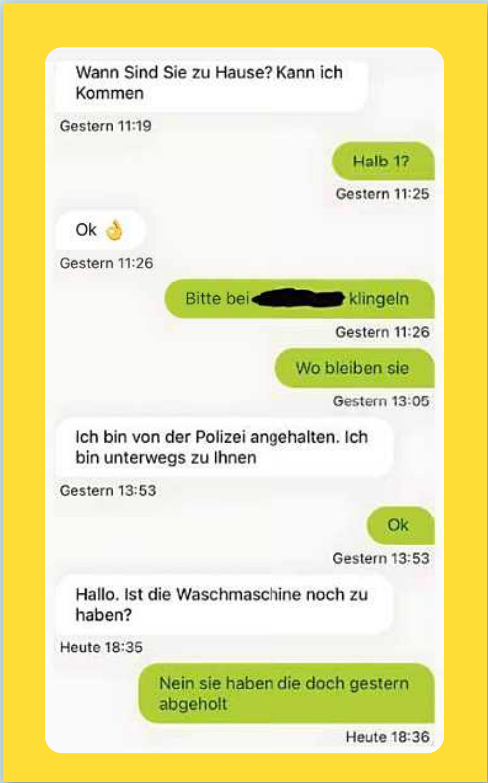 Wann Sind Sie zu Hause? Kann ich
Kommen
Gestern 11:19
Halb 1?
Gestern 11:25
Ok 👌
Gestern 11:26
Bitte bei klingeln
Gestern 11:26
Wo bleiben sie
Gestern 13:05
Ich bin von der Polizei angehalten. Ich
bin unterwegs zu Ihnen
Gestern 13:53
Ok
Gestern 13:53
Hallo. Ist die Waschmaschine noch zu
haben?
Heute 18:35
Nein sie haben die doch gestern
abgeholt
Heute 18:36